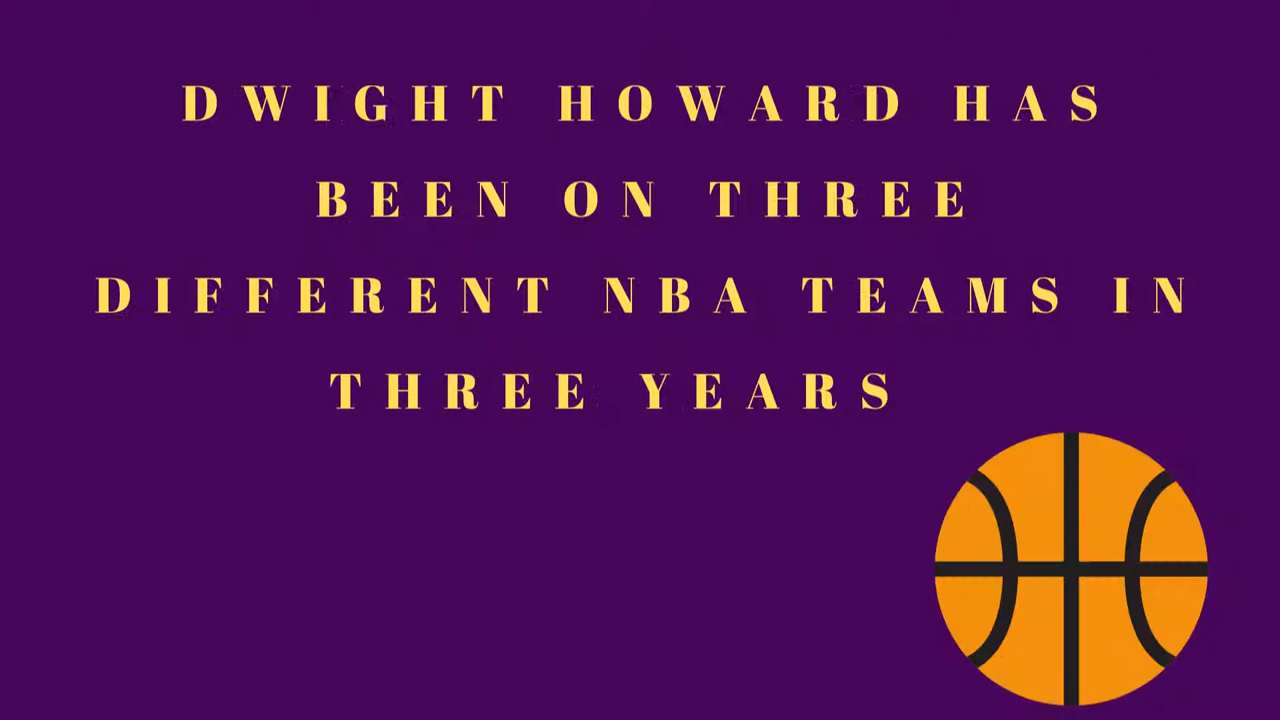 DWIGHT HOWARD HAS
BEEN ON THREE
DIFFERENT NBA TEAMS IN
THREE YEARS